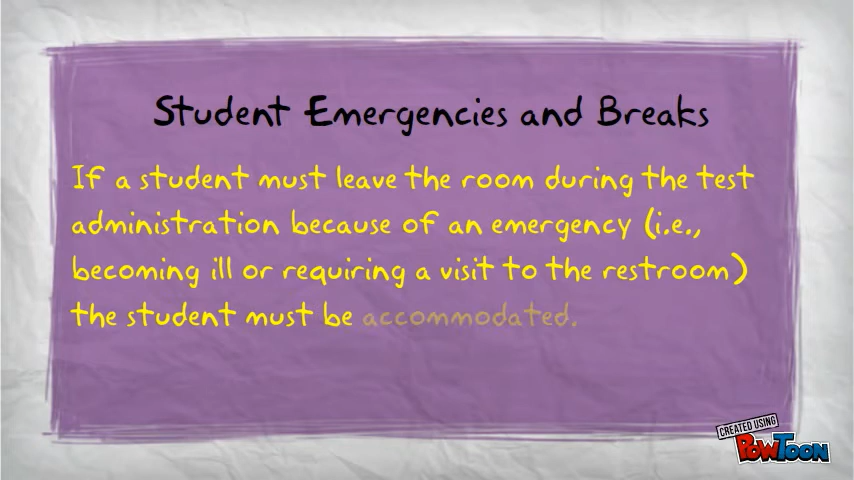 Student Emergencies and Breaks
If a student must leave the room during the test
administration because of an emergency (i.e.,
becoming ill or requiring a visit to the restroom)
the student must be accommodated.
CREATED USING
POWTOON